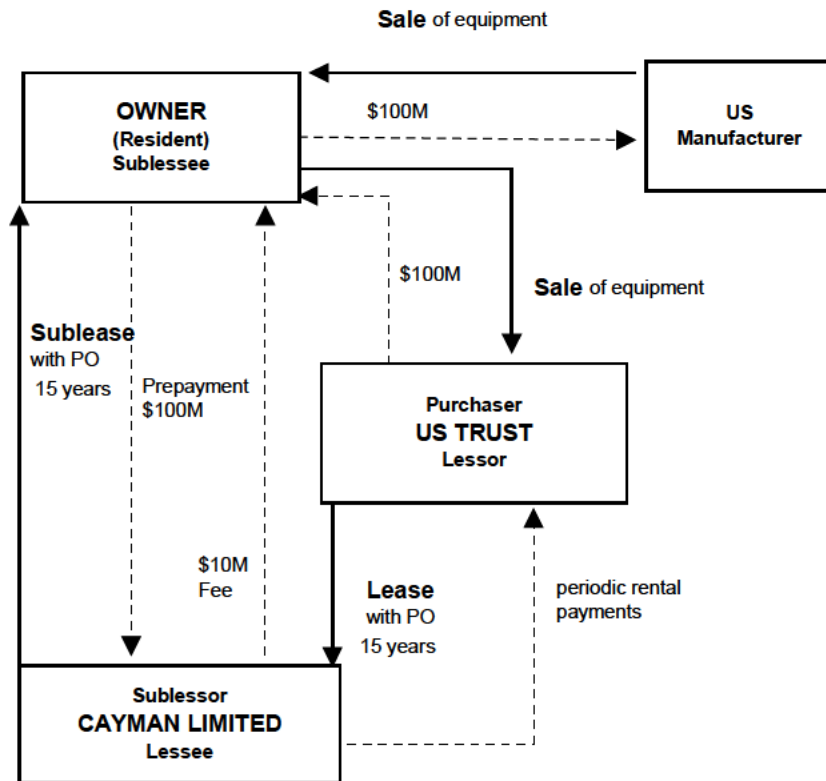 Sale of equipment
OWNER
(Resident)
Sublessee
$100M
US
Manufacturer
$100M
Sale of equipment
Sublease
with PO
15 years
Prepayment
$100M
Purchaser
US TRUST
Lessor
$10M
Fee
Lease
with PO
15 years
periodic rental
payments
Sublessor
CAYMAN LIMITED
Lessee